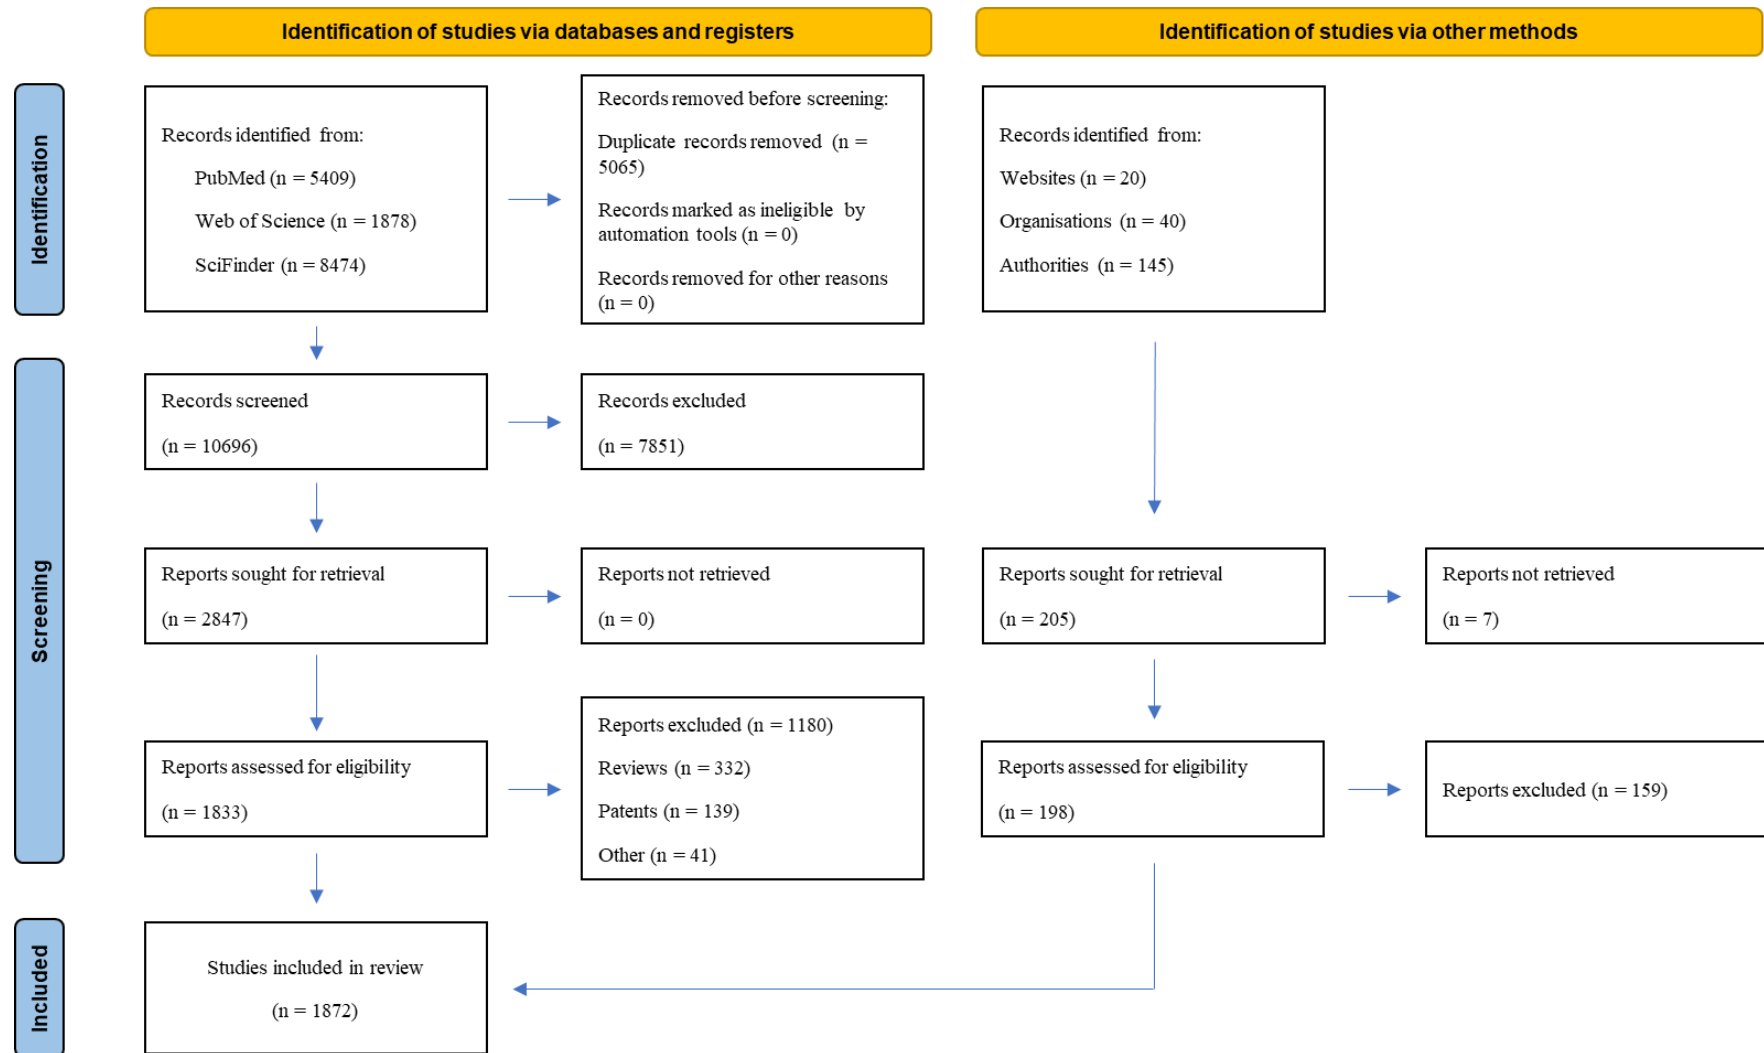 Identification of studies via databases and registers
Identification of studies via other methods
Identification
Records identified from:
PubMed (n = 5409)
Web of Science (n = 1878)
SciFinder (n = 8474)
Records removed before screening:
Duplicate records removed (n =
5065)
Records marked as ineligible by
automation tools (n = 0)
Records removed for other reasons
(n = 0)
Records identified from:
Websites (n = 20)
Organisations (n = 40)
Authorities (n = 145)
Screening
Records screened
(n = 10696)
Records excluded
(n = 7851)
Reports sought for retrieval
(n = 2847)
Reports not retrieved
(n = 0)
Reports sought for retrieval
(n = 205)
Reports not retrieved
(n = 7)
Reports assessed for eligibility
(n = 1833)
Reports excluded (n = 1180)
Reviews (n = 332)
Patents (n = 139)
Other (n = 41)
Reports assessed for eligibility
(n = 198)
Reports excluded (n = 159)
Included
Studies included in review
(n = 1872)